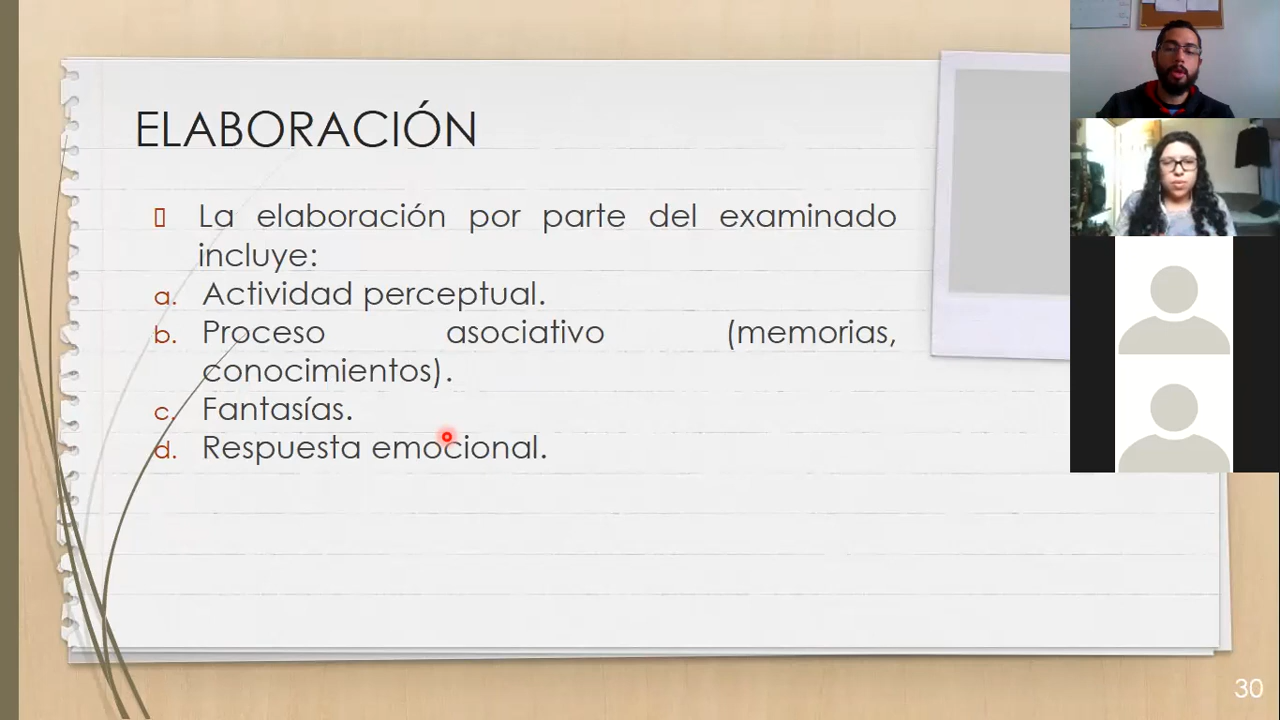 ELABORACIÓN
La elaboración por parte del examinado
incluye:
a. Actividad perceptual.
b. Proceso asociativo (memorias,
conocimientos).
c. Fantasías.
d. Respuesta emocional.
30